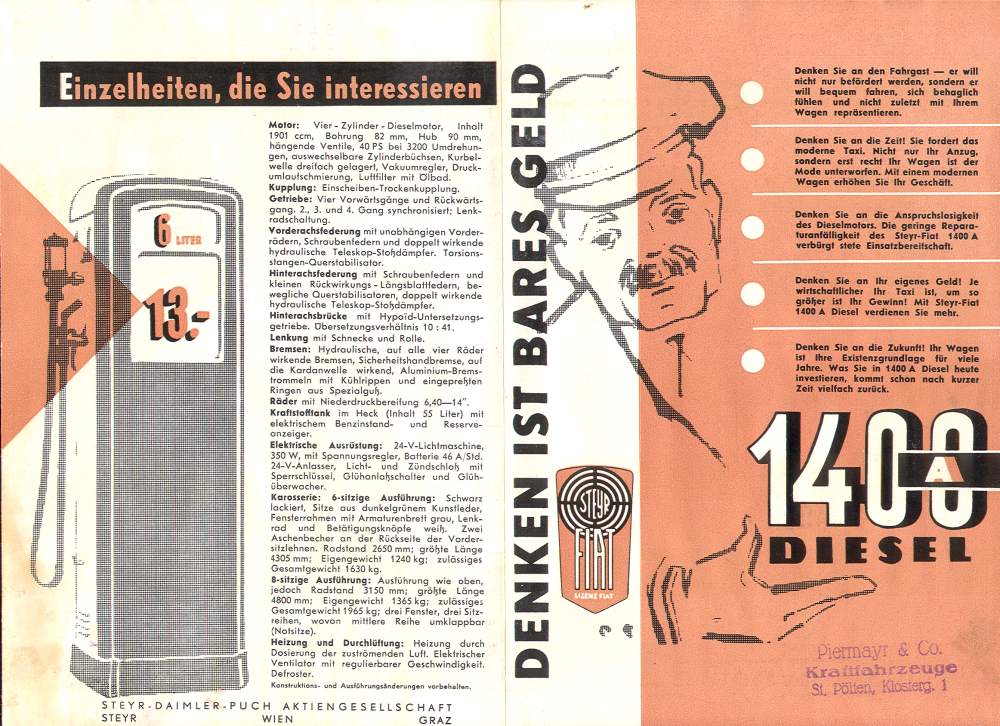 Einzelheiten, die Sie interessieren
6 LITER
13.-
Motor: Vier-Zylinder-Dieselmotor, Inhalt
1901 ccm, Bohrung 82 mm, Hub 90 mm,
hängende Ventile, 40 PS bei 3200 Umdrehun-
gen, auswechselbare Zylinderbüchsen, Kurbel-
welle dreifach gelagert, Vakuumregler, Druck-
umlaufschmierung, Luftfilter mit Ölbad.
Kupplung: Einscheiben-Trockenkupplung.
Getriebe: Vier Vorwärtsgänge und Rückwärts-
gang. 2., 3. und 4. Gang synchronisiert; Lenk-
radschaltung.
Vorderachsfederung mit unabhängigen Vorder-
rädern, Schraubenfedern und doppelt wirkende
hydraulische Teleskop-Stoßdämpfer. Torsions-
stangen-Querstabilisator.
Hinterachsfederung mit Schraubenfedern und
kleinen Rückwirkungs-Längsblattfedern, be-
wegliche Querstabilisatoren, doppelt wirkende
hydraulische Teleskop-Stoßdämpfer.
Hinterachsbrücke mit Hypoid-Untersetzungs-
getriebe. Übersetzungsverhältnis 10:41.
Lenkung mit Schnecke und Rolle.
Bremsen: Hydraulische, auf alle vier Räder
wirkende Bremsen, Sicherheitshandbremse, auf
die Kardanwelle wirkend, Aluminium-Brems-
trommeln mit Kühlrippen und eingepreßten
Ringen aus Spezialguß.
Räder mit Niederdruckbereifung 6,40—14".
Kraftstofftank im Heck (Inhalt 55 Liter) mit
elektrischem Benzinstand- und Reserve-
anzeiger.
Elektrische Ausrüstung: 24-V-Lichtmaschine,
350 W, mit Spannungsregler, Batterie 46 A/Std.
24-V-Anlasser, Licht- und Zündschloß mit
Sperrschlüssel, Glühanlaßschalter und Glüh-
überwacher.
Karosserie: 6-sitzige Ausführung: Schwarz
lackiert, Sitze aus dunkelgrünem Kunstleder,
Fensterrahmen mit Armaturenbrett grau, Lenk-
rad und Betätigungsknöpfe weiß. Zwei
Aschenbecher an der Rückseite der Vorder-
sitzlehnen. Radstand 2650 mm; größte Länge
4305 mm; Eigengewicht 1240 kg; zulässiges
Gesamtgewicht 1630 kg.
8-sitzige Ausführung: Ausführung wie oben,
jedoch Radstand 3150 mm; größte Länge
4800 mm; Eigengewicht 1365 kg; zulässiges
Gesamtgewicht 1965 kg; drei Fenster, drei Sitz-
reihen, wovon mittlere Reihe umklappbar
(Notsitze).
Heizung und Durchlüftung: Heizung durch
Dosierung der zuströmenden Luft. Elektrischer
Ventilator mit regulierbarer Geschwindigkeit.
Defroster.
Konstruktions- und Ausführungsänderungen vorbehalten.
STEYR-DAIMLER-PUCH AKTIENGESELLSCHAFT
STEYR WIEN GRAZ
DENKEN IST BARES GELD
STEYR
FIAT
LIZENZ FIAT
Denken Sie an den Fahrgast — er will
nicht nur befördert werden, sondern er
will bequem fahren, sich behaglich
fühlen und nicht zuletzt mit Ihrem
Wagen repräsentieren.
Denken Sie an die Zeit! Sie fordert das
moderne Taxi. Nicht nur Ihr Anzug,
sondern erst recht Ihr Wagen ist der
Mode unterworfen. Mit einem modernen
Wagen erhöhen Sie Ihr Geschäft.
Denken Sie an die Anspruchslosigkeit
des Dieselmotors. Die geringe Repara-
turanfälligkeit des Steyr-Fiat 1400 A
verbürgt stete Einsatzbereitschaft.
Denken Sie an Ihr eigenes Geld! Je
wirtschaftlicher Ihr Taxi ist, um so
größer ist Ihr Gewinn! Mit Steyr-Fiat
1400 A Diesel verdienen Sie mehr.
Denken Sie an die Zukunft! Ihr Wagen
ist Ihre Existenzgrundlage für viele
Jahre. Was Sie in 1400 A Diesel heute
investieren, kommt schon nach kurzer
Zeit vielfach zurück.
1400 A
DIESEL
Piermayr & Co.
Kraftfahrzeuge
St. Pölten, Klosterg. 1